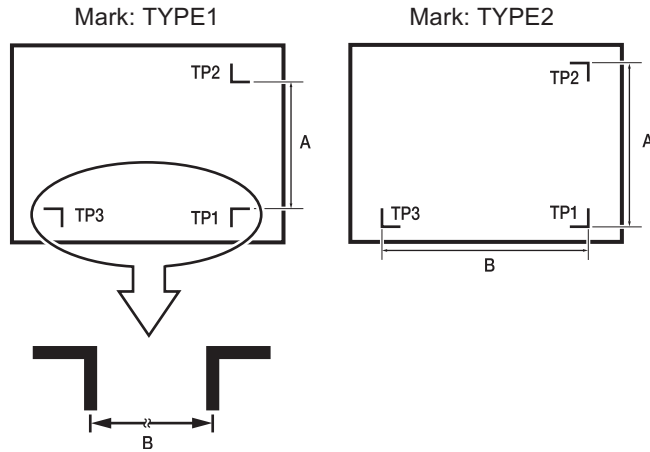 Mark: TYPE1
Mark: TYPE2
TP2
A
TP3
TP1
B
TP2
A
TP3
TP1
B